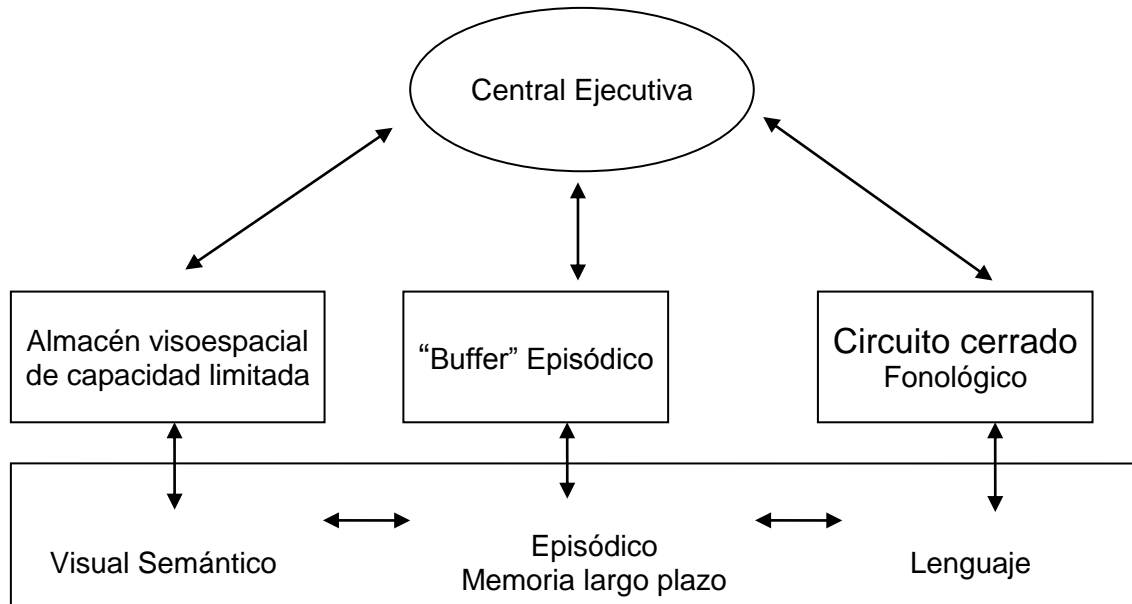 Central Ejecutiva
Almacén visoespacial
de capacidad limitada
“Buffer” Episódico
Circuito cerrado
Fonológico
Visual Semántico
Episódico
Memoria largo plazo
Lenguaje